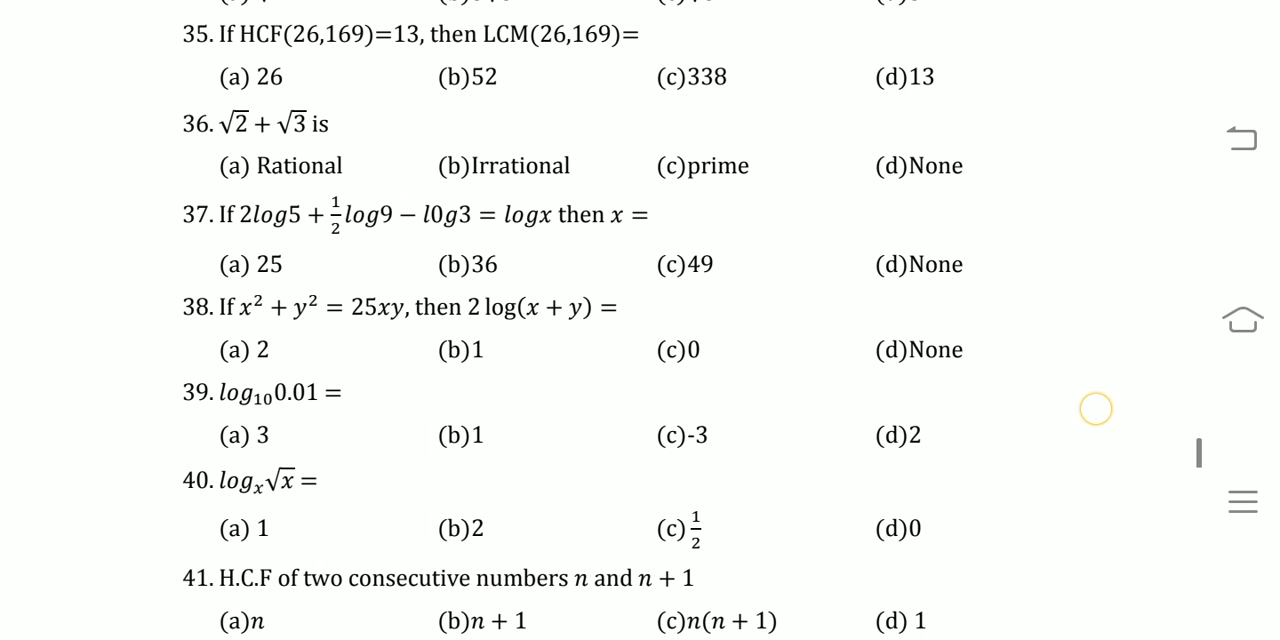 35. If HCF(26,169)=13, then LCM(26,169)=
(a) 26 (b)52 (c)338 (d)13
36. √2 + √3 is
(a) Rational (b)Irrational (c)prime (d)None
37. If 2log5 + 1/2 log9 − l0g3 = logx then x =
(a) 25 (b)36 (c)49 (d)None
38. If x² + y² = 25xy, then 2 log(x + y) =
(a) 2 (b)1 (c)0 (d)None
39. log₁₀0.01 =
(a) 3 (b)1 (c)-3 (d)2
40. logₓ√x =
(a) 1 (b)2 (c) 1/2 (d)0
41. H.C.F of two consecutive numbers n and n + 1
(a)n (b)n + 1 (c)n(n + 1) (d) 1